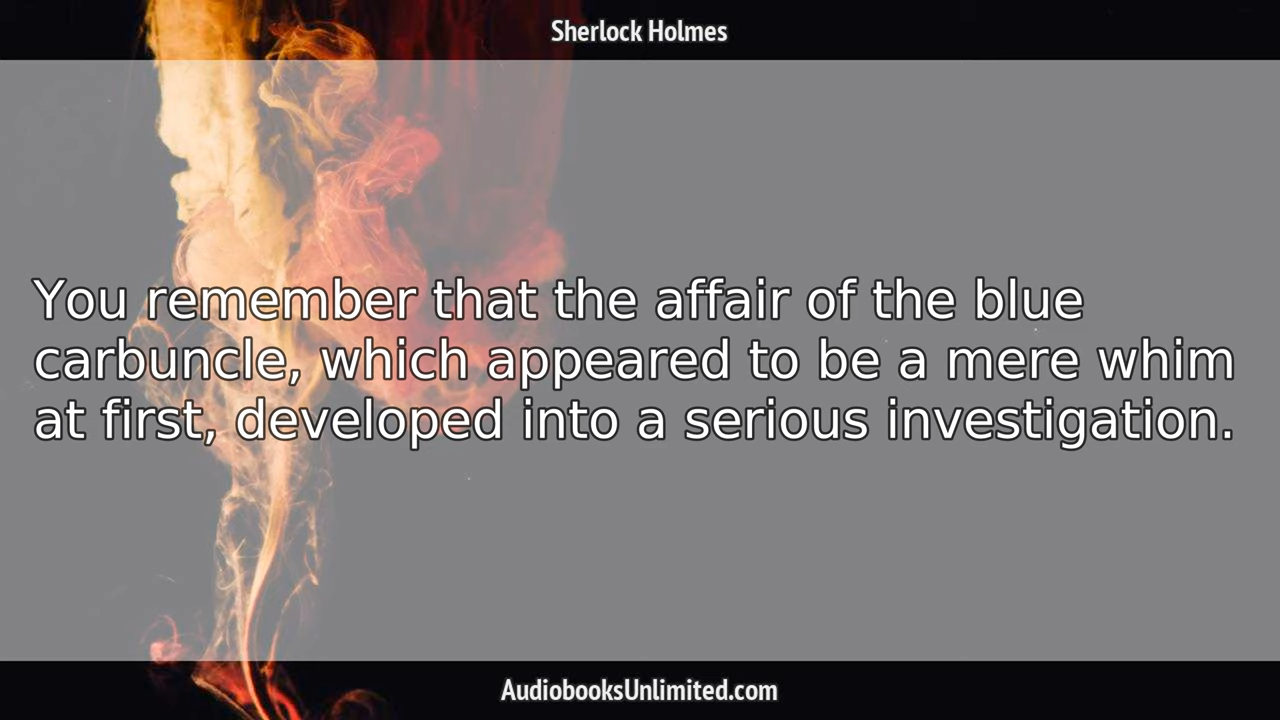 Sherlock Holmes
You remember that the affair of the blue
carbuncle, which appeared to be a mere whim
at first, developed into a serious investigation.
AudiobooksUnlimited.com